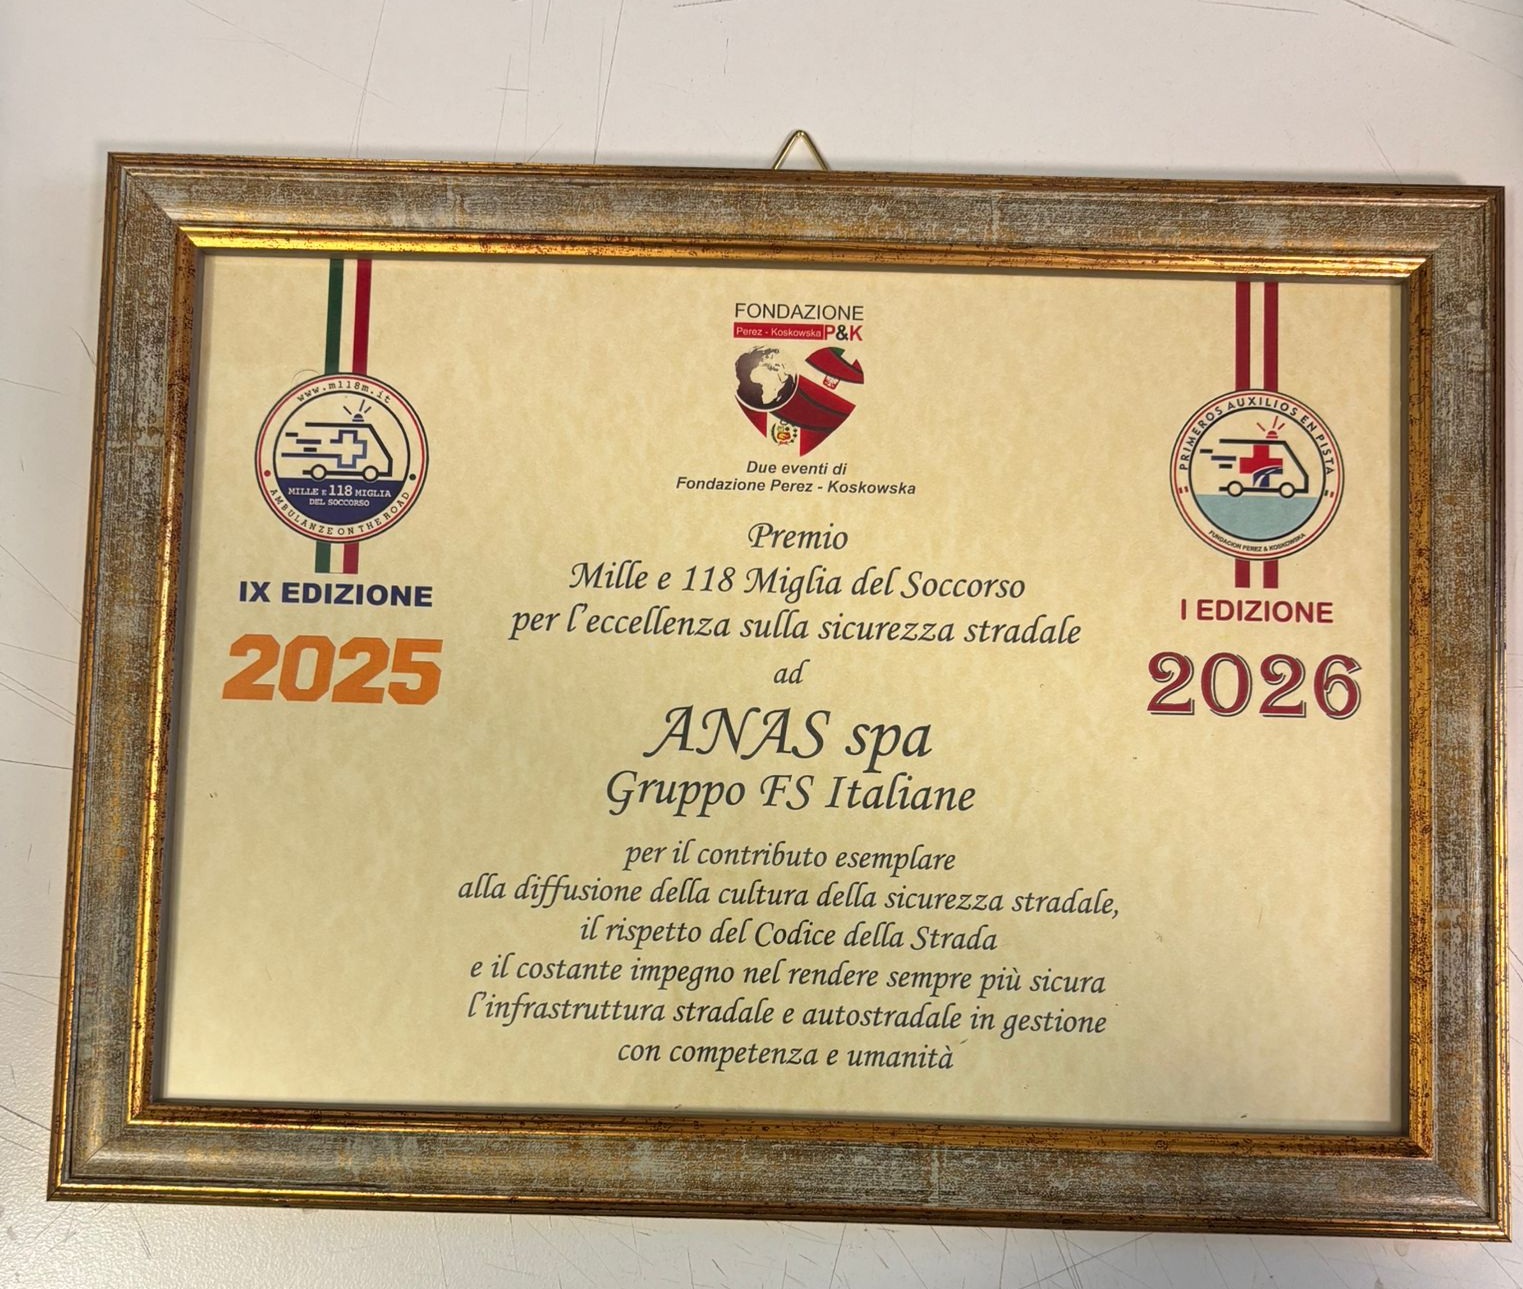 FONDAZIONE
Perez - Koskowska P&K
Due eventi di
Fondazione Perez - Koskowska
www.m118m.it
MILLE E 118 MIGLIA
DEL SOCCORSO
AMBULANZE ON THE ROAD
IX EDIZIONE
2025
PRIMEROS AUXILIOS EN PISTA
FUNDACION PEREZ & KOSKOWSKA
I EDIZIONE
2026
Premio
Mille e 118 Miglia del Soccorso
per l'eccellenza sulla sicurezza stradale
ad
ANAS spa
Gruppo FS Italiane
per il contributo esemplare
alla diffusione della cultura della sicurezza stradale,
il rispetto del Codice della Strada
e il costante impegno nel rendere sempre più sicura
l'infrastruttura stradale e autostradale in gestione
con competenza e umanità